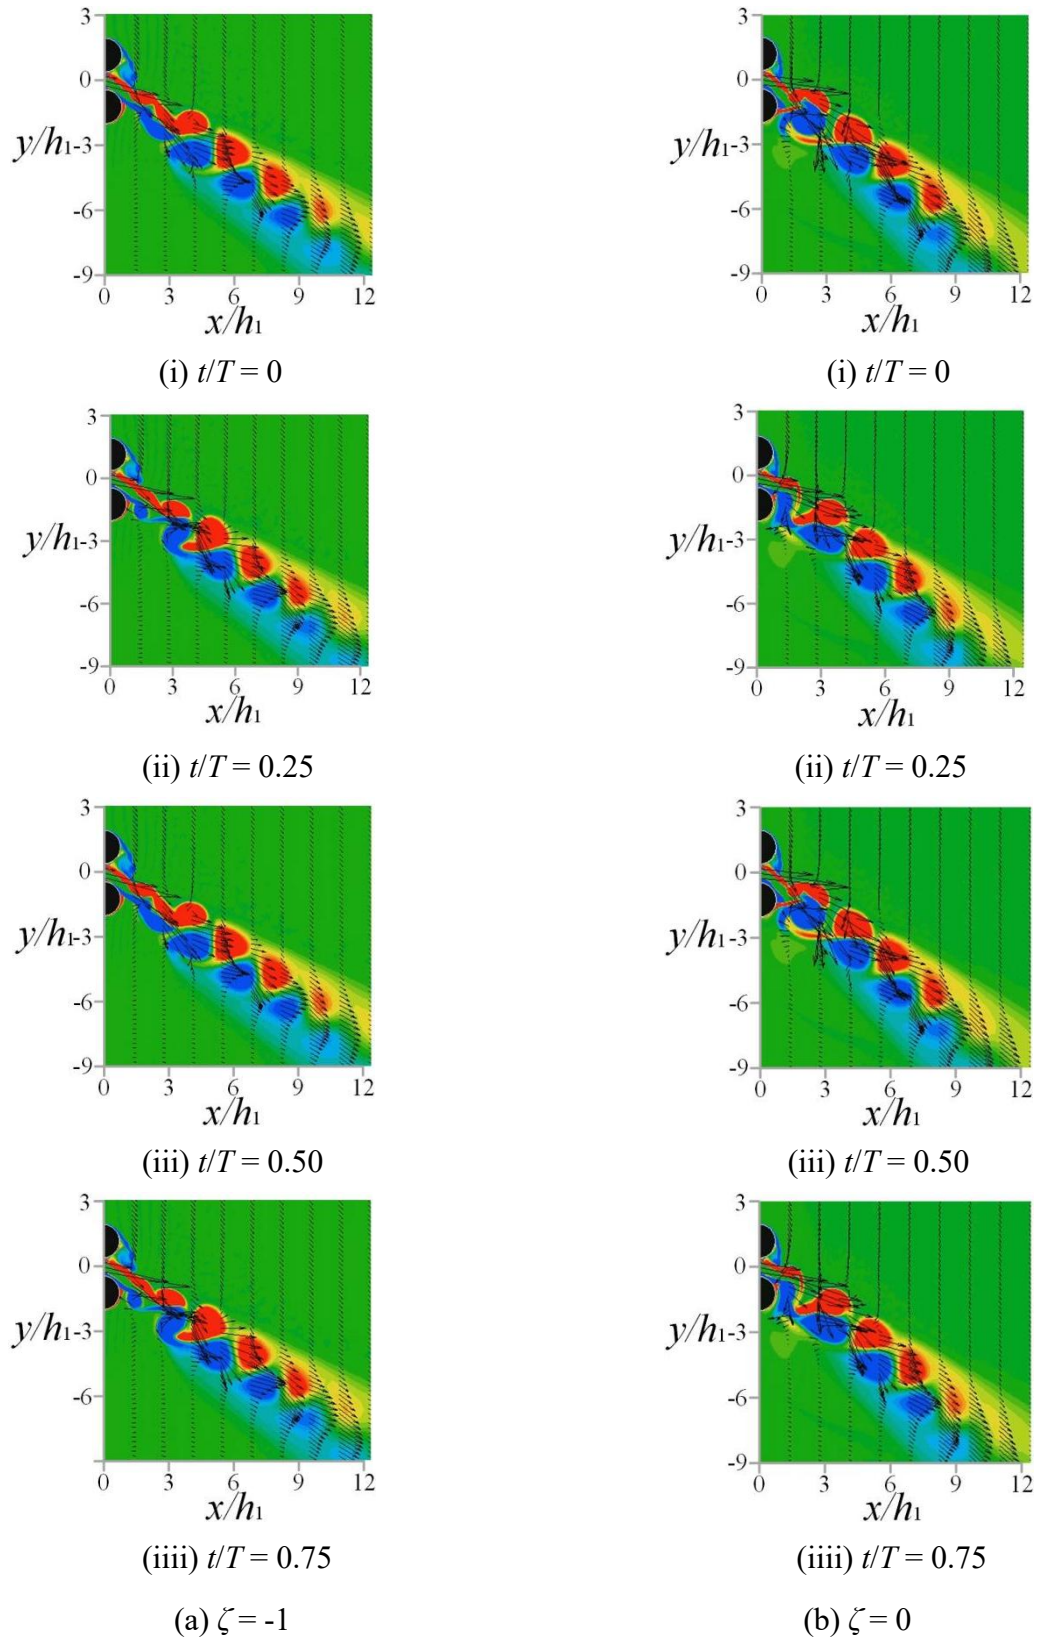 3
0
y/h₁-3
-6
-9
0 3 6 9 12
x/h₁
(i) t/T = 0
3
0
y/h₁-3
-6
-9
0 3 6 9 12
x/h₁
(i) t/T = 0
3
0
y/h₁-3
-6
-9
0 3 6 9 12
x/h₁
(ii) t/T = 0.25
3
0
y/h₁-3
-6
-9
0 3 6 9 12
x/h₁
(ii) t/T = 0.25
3
0
y/h₁-3
-6
-9
0 3 6 9 12
x/h₁
(iii) t/T = 0.50
3
0
y/h₁-3
-6
-9
0 3 6 9 12
x/h₁
(iii) t/T = 0.50
3
0
y/h₁-3
-6
0 3 6 9 12
x/h₁
(iiii) t/T = 0.75
3
0
y/h₁-3
-6
-9
0 3 6 9 12
x/h₁
(iiii) t/T = 0.75
(a) ζ = -1
(b) ζ = 0